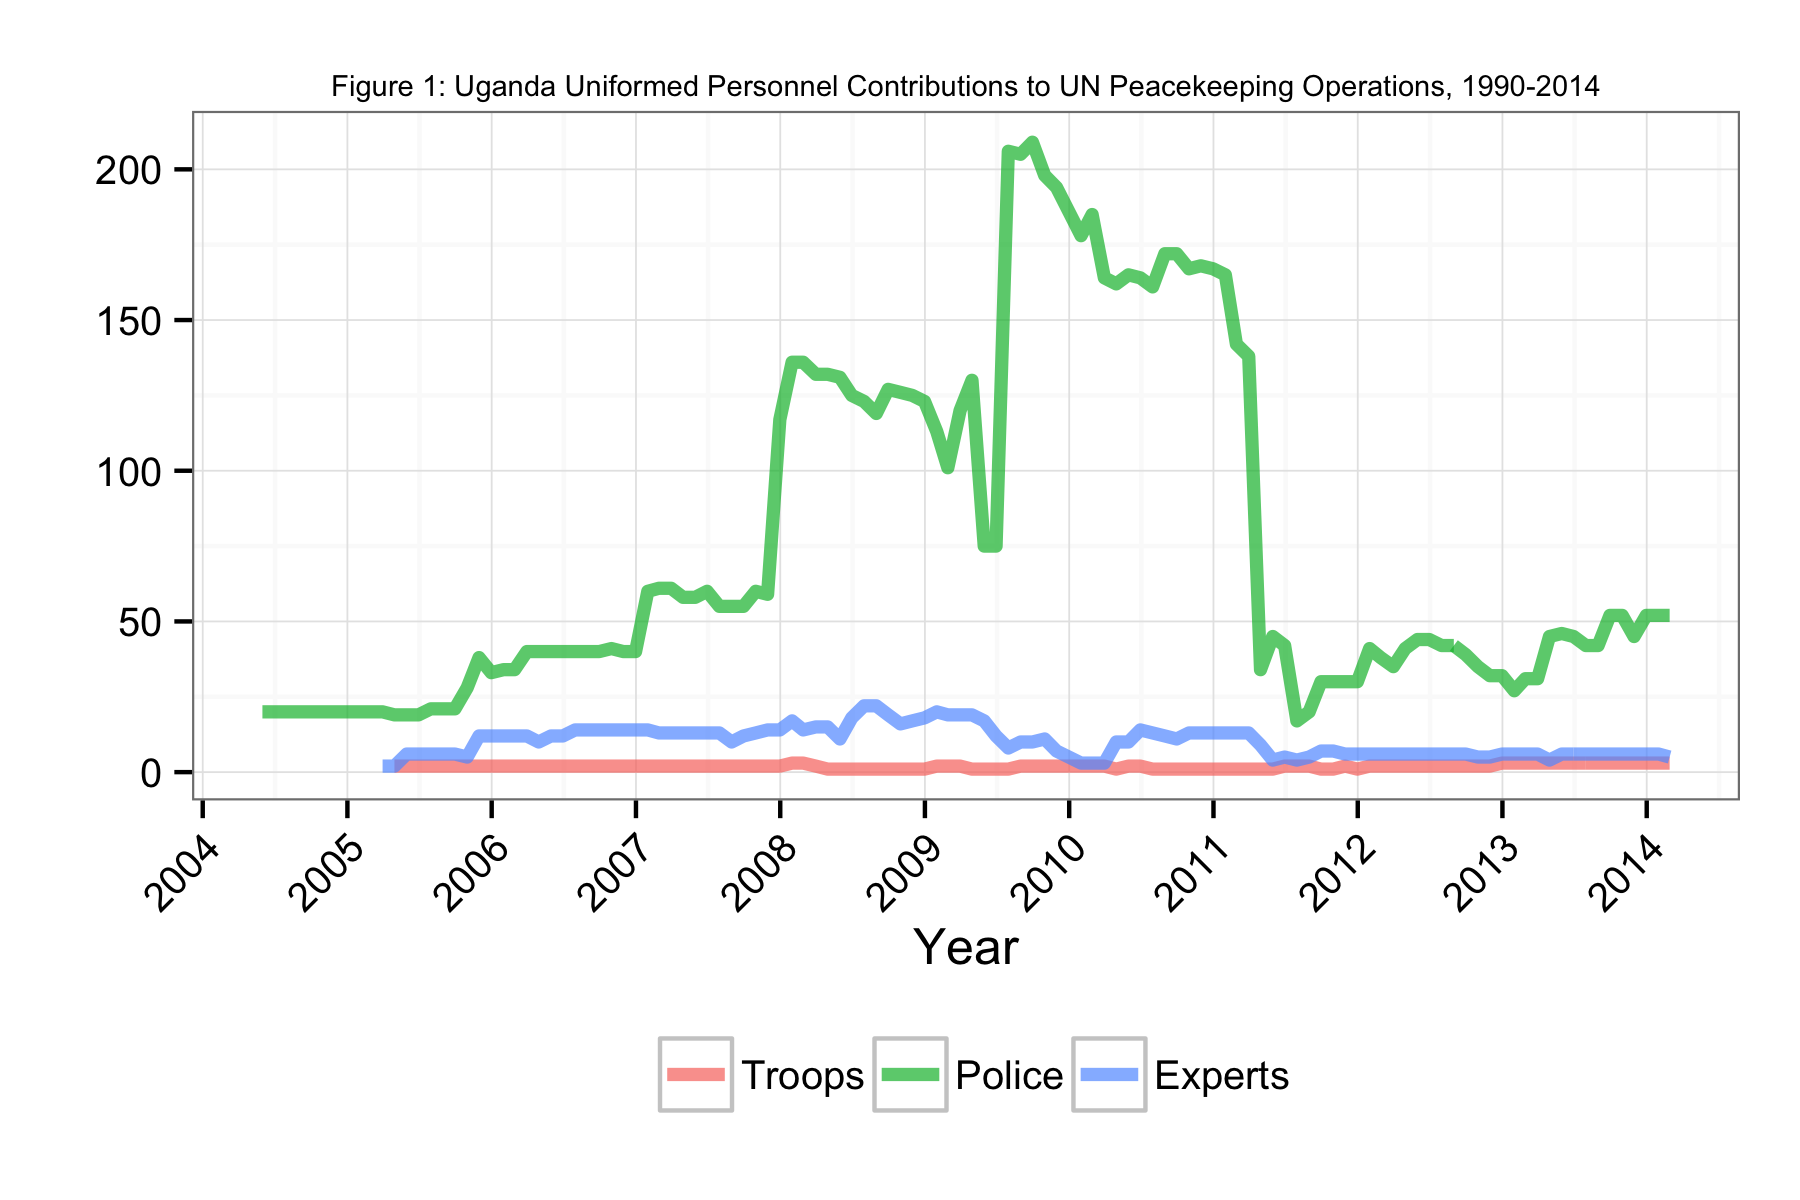 Figure 1: Uganda Uniformed Personnel Contributions to UN Peacekeeping Operations, 1990-2014
200
150
100
50
0
2004 2005 2006 2007 2008 2009 2010 2011 2012 2013 2014
Year
Troops Police Experts